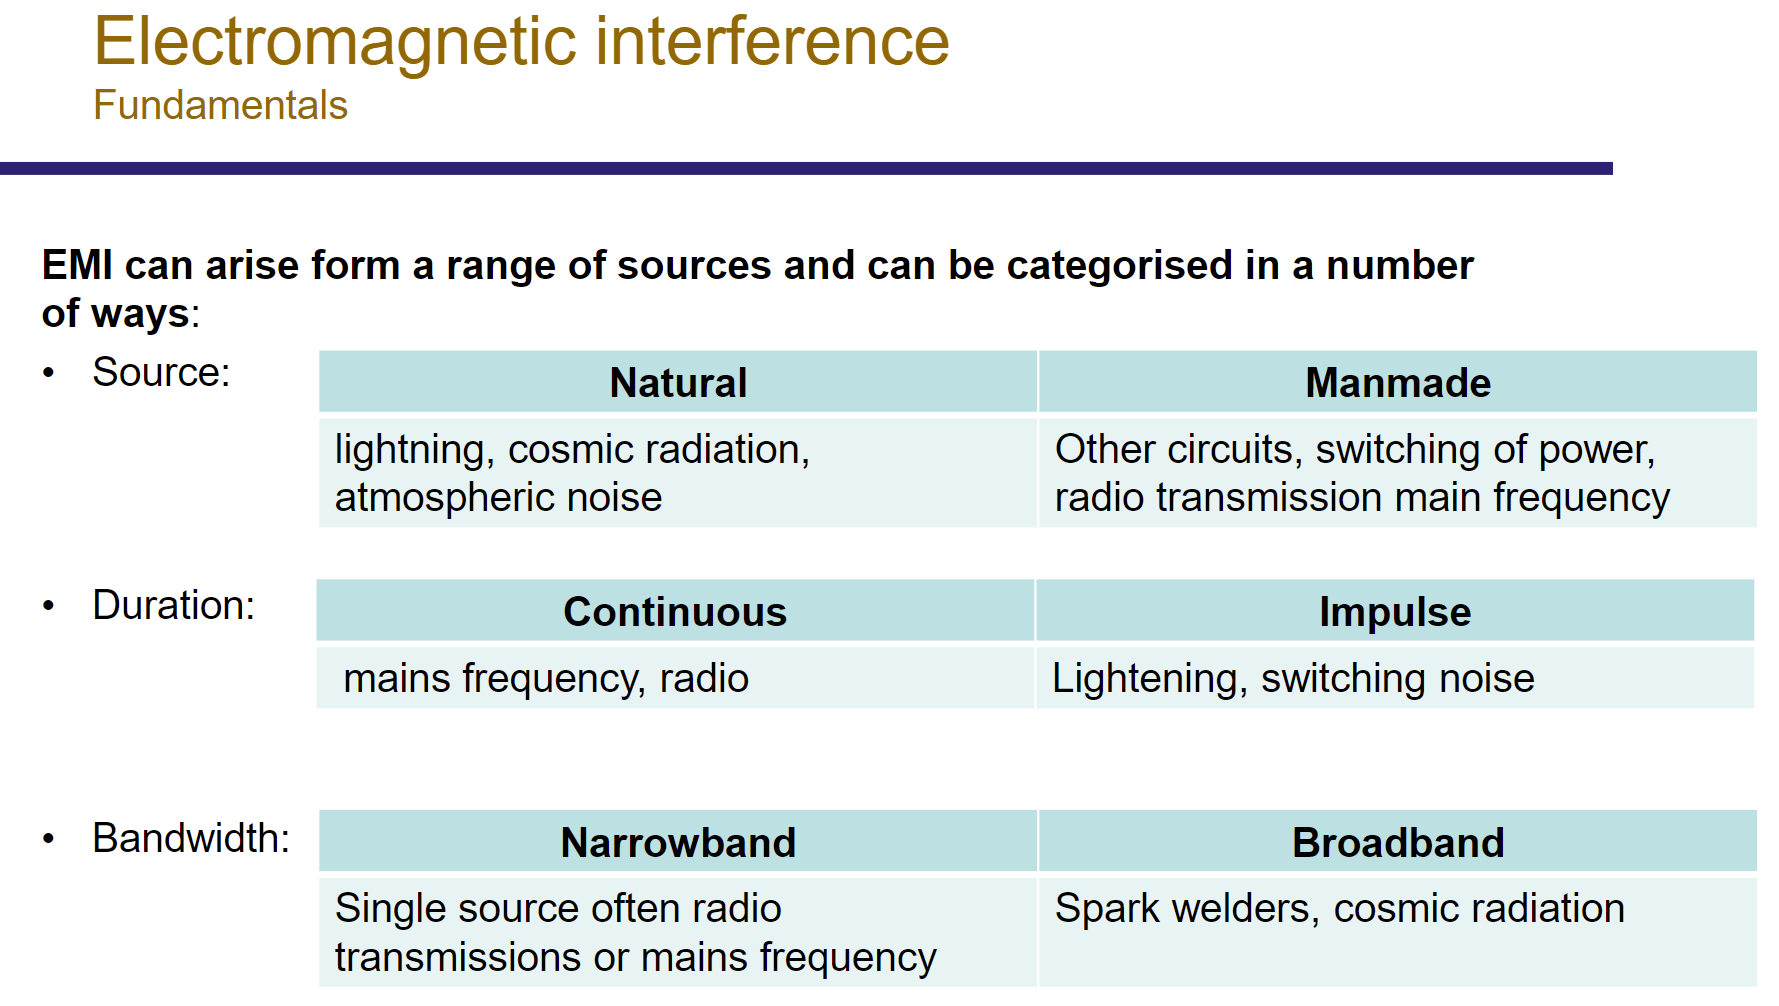 Electromagnetic interference
Fundamentals
EMI can arise form a range of sources and can be categorised in a number
of ways:
• Source:
Natural
Manmade
lightning, cosmic radiation,
atmospheric noise
Other circuits, switching of power,
radio transmission main frequency
• Duration:
Continuous
Impulse
mains frequency, radio
Lightening, switching noise
• Bandwidth:
Narrowband
Broadband
Single source often radio
transmissions or mains frequency
Spark welders, cosmic radiation